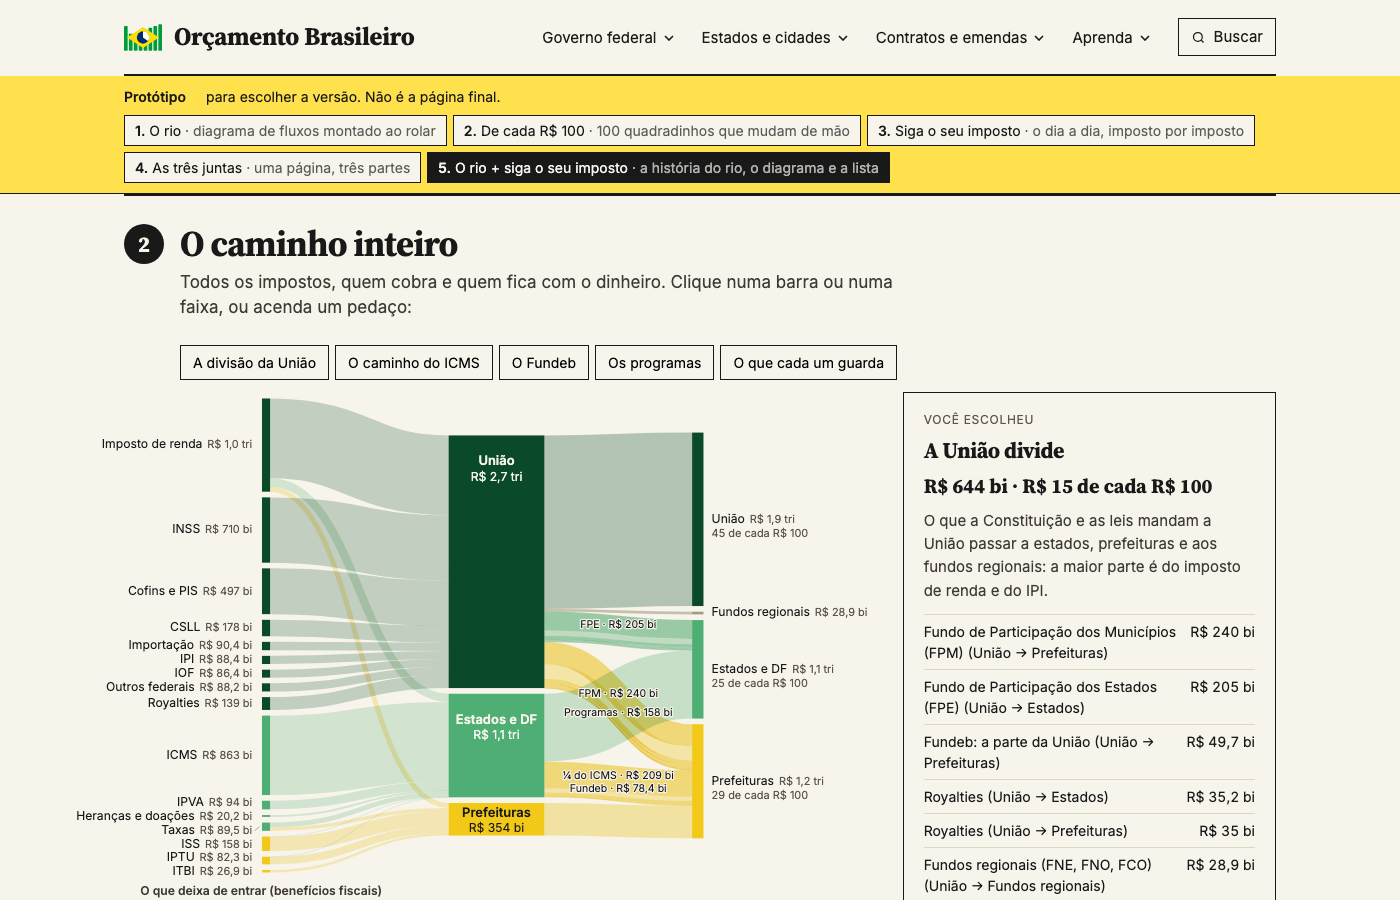 Orçamento Brasileiro
Governo federal
Estados e cidades
Contratos e emendas
Aprenda
Buscar
Protótipo para escolher a versão. Não é a página final.
1. O rio · diagrama de fluxos montado ao rolar
2. De cada R$ 100 · 100 quadradinhos que mudam de mão
3. Siga o seu imposto · o dia a dia, imposto por imposto
4. As três juntas · uma página, três partes
5. O rio + siga o seu imposto · a história do rio, o diagrama e a lista
2
O caminho inteiro
Todos os impostos, quem cobra e quem fica com o dinheiro. Clique numa barra ou numa
faixa, ou acenda um pedaço:
A divisão da União
O caminho do ICMS
O Fundeb
Os programas
O que cada um guarda
Imposto de renda R$ 1,0 tri
INSS R$ 710 bi
Cofins e PIS R$ 497 bi
CSLL R$ 178 bi
Importação R$ 90,4 bi
IPI R$ 88,4 bi
IOF R$ 86,4 bi
Outros federais R$ 88,2 bi
Royalties R$ 139 bi
ICMS R$ 863 bi
IPVA R$ 94 bi
Heranças e doações R$ 20,2 bi
Taxas R$ 89,5 bi
ISS R$ 158 bi
IPTU R$ 82,3 bi
ITBI R$ 26,9 bi
O que deixa de entrar (benefícios fiscais)
União
R$ 2,7 tri
Estados e DF
R$ 1,1 tri
Prefeituras
R$ 354 bi
FPE · R$ 205 bi
FPM · R$ 240 bi
Programas · R$ 158 bi
¼ do ICMS · R$ 209 bi
Fundeb · R$ 78,4 bi
União R$ 1,9 tri
45 de cada R$ 100
Fundos regionais R$ 28,9 bi
Estados e DF R$ 1,1 tri
25 de cada R$ 100
Prefeituras R$ 1,2 tri
29 de cada R$ 100
VOCÊ ESCOLHEU
A União divide
R$ 644 bi · R$ 15 de cada R$ 100
O que a Constituição e as leis mandam a
União passar a estados, prefeituras e aos
fundos regionais: a maior parte é do imposto
de renda e do IPI.
Fundo de Participação dos Municípios R$ 240 bi
(FPM) (União → Prefeituras)
Fundo de Participação dos Estados R$ 205 bi
(FPE) (União → Estados)
Fundeb: a parte da União (União → R$ 49,7 bi
Prefeituras)
Royalties (União → Estados) R$ 35,2 bi
Royalties (União → Prefeituras) R$ 35 bi
Fundos regionais (FNE, FNO, FCO) R$ 28,9 bi
(União → Fundos regionais)